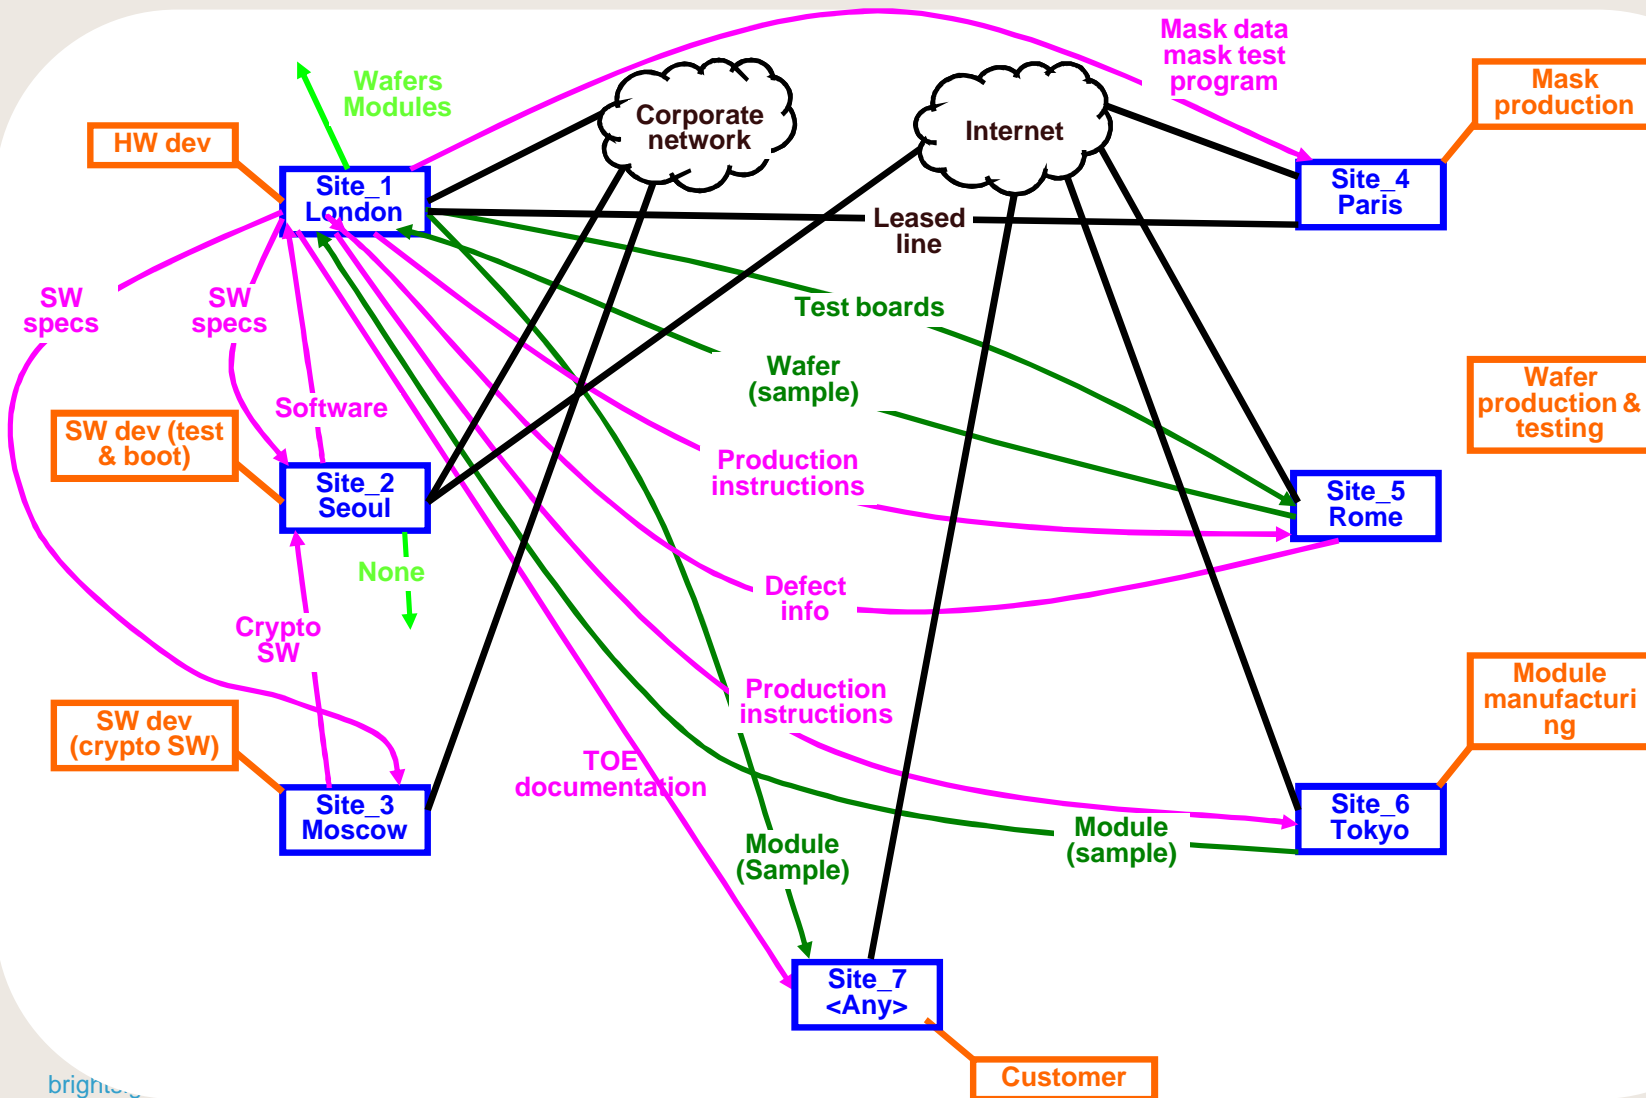 Mask data
mask test
program
Mask
production
Wafers
Modules
Corporate
network
Internet
HW dev
Site_1
London
Site_4
Paris
Leased
line
SW
specs
SW
specs
Test boards
Wafer
(sample)
Wafer
production &
testing
Software
SW dev (test
& boot)
Production
instructions
Site_2
Seoul
Site_5
Rome
None
Defect
info
Crypto
SW
Production
instructions
Module
manufacturi
ng
SW dev
(crypto SW)
TOE
documentation
Site_3
Moscow
Module
(Sample)
Module
(sample)
Site_6
Tokyo
Site_7
<Any>
Customer